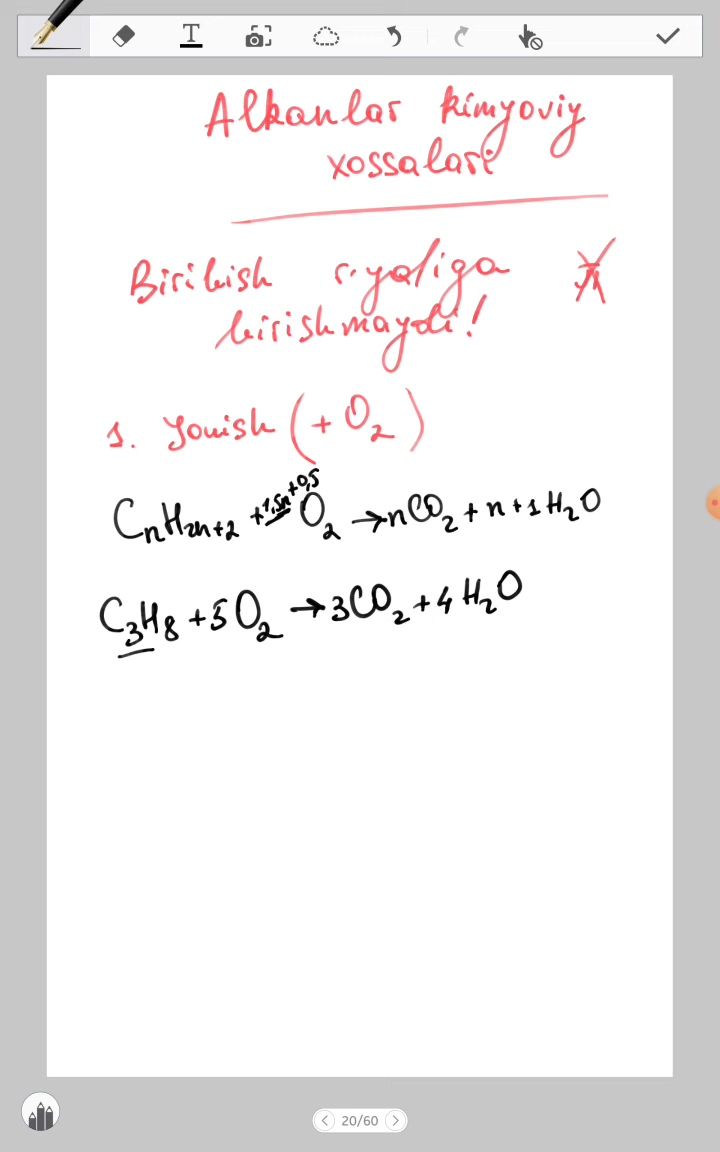 T
Alkanlar kimyoviy
xossalari
Birikish r-yaliga
kirishmaydi!
1. Yonish (+ O₂)
CₙH₂ₙ₊₂ + 1,5n+0,5 O₂ → nCO₂ + n+1 H₂O
C₃H₈ + 5O₂ → 3CO₂ + 4H₂O
20/60